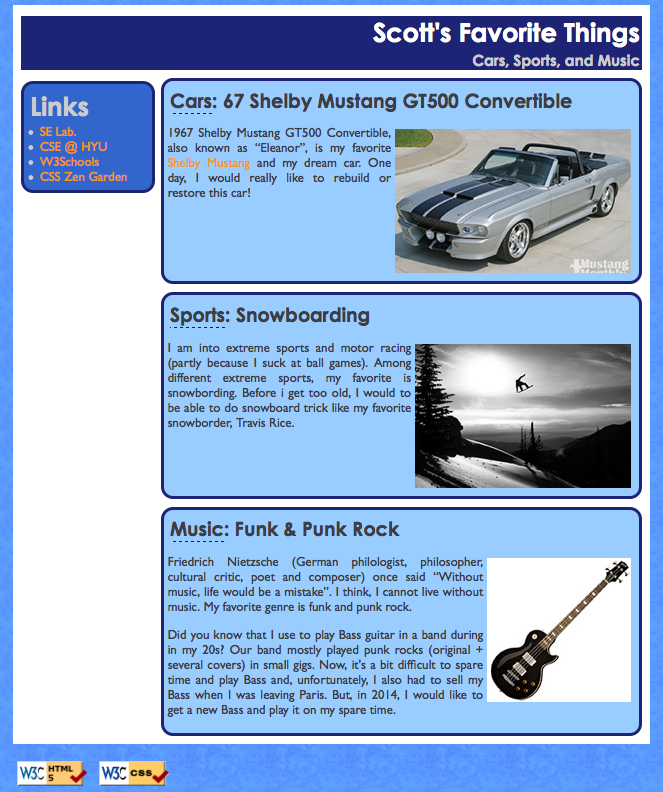 Scott's Favorite Things
Cars, Sports, and Music
Links
SE Lab.
CSE @ HYU
W3Schools
CSS Zen Garden
Cars: 67 Shelby Mustang GT500 Convertible
1967 Shelby Mustang GT500 Convertible,
also known as “Eleanor”, is my favorite
Shelby Mustang and my dream car. One
day, I would really like to rebuild or
restore this car!
Mustang
Monthly
Sports: Snowboarding
I am into extreme sports and motor racing
(partly because I suck at ball games). Among
different extreme sports, my favorite is
snowbording. Before i get too old, I would to
be able to do snowboard trick like my favorite
snowborder, Travis Rice.
Music: Funk & Punk Rock
Friedrich Nietzsche (German philologist, philosopher,
cultural critic, poet and composer) once said “Without
music, life would be a mistake”. I think, I cannot live without
music. My favorite genre is funk and punk rock.
Did you know that I use to play Bass guitar in a band during
in my 20s? Our band mostly played punk rocks (original +
several covers) in small gigs. Now, it's a bit difficult to spare
time and play Bass and, unfortunately, I also had to sell my
Bass when I was leaving Paris. But, in 2014, I would like to
get a new Bass and play it on my spare time.
W3C HTML 5
W3C CSS